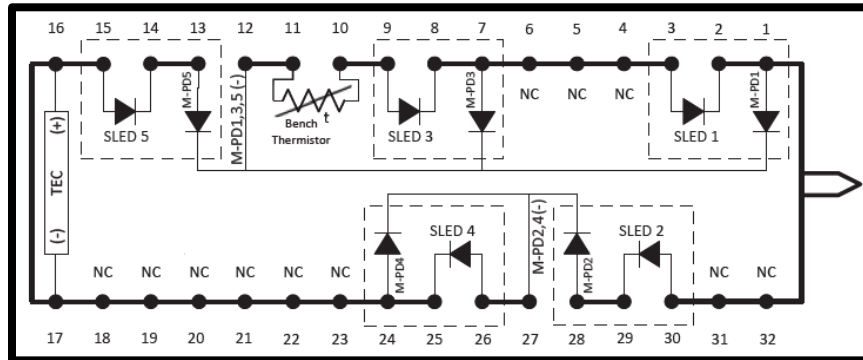 16 15 14 13 12 11 10 9 8 7 6 5 4 3 2 1
M-PD5
M-PD3
M-PD1
NC NC NC
(+)
TEC
(-)
SLED 5
M-PD1,3,5 (-)
t
Bench
Thermistor
SLED 3
SLED 1
SLED 4
SLED 2
M-PD4
M-PD2,4 (-)
M-PD2
NC NC NC NC NC NC
NC NC
17 18 19 20 21 22 23 24 25 26 27 28 29 30 31 32